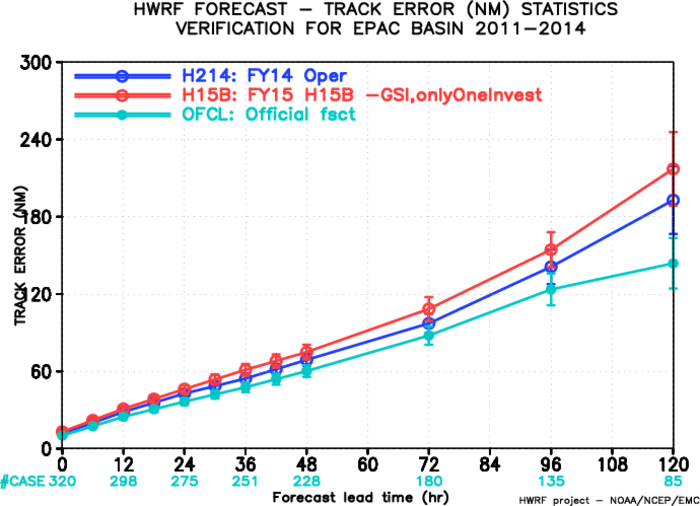 HWRF FORECAST – TRACK ERROR (NM) STATISTICS
VERIFICATION FOR EPAC BASIN 2011–2014
H214: FY14 Oper
H15B: FY15 H15B –GSI,onlyOneInvest
OFCL: Official fsct
TRACK ERROR (NM)
300
240
180
120
60
0
0 12 24 36 48 60 72 84 96 108 120
#CASE 320 298 275 251 228 180 135 85
Forecast lead time (hr)
HWRF project – NOAA/NCEP/EMC